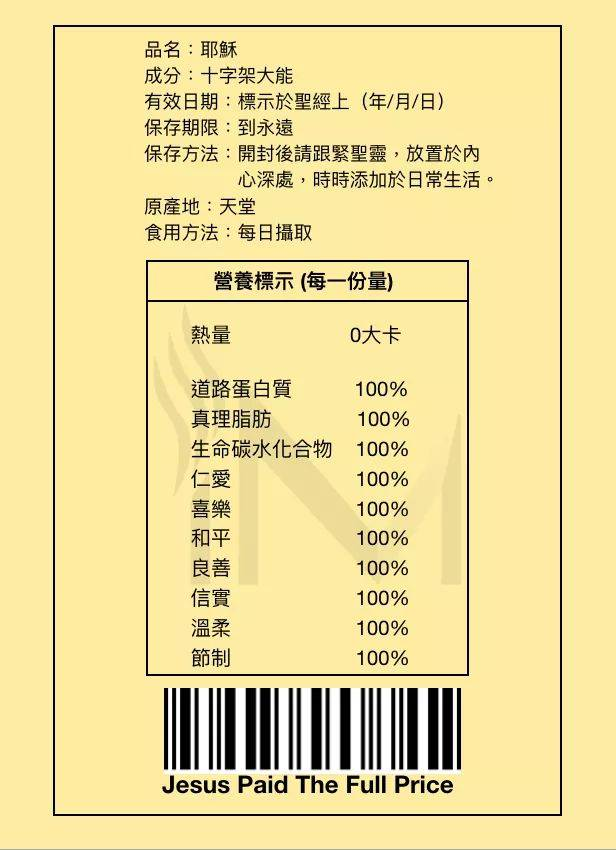 品名：耶穌
成分：十字架大能
有效日期：標示於聖經上（年/月/日）
保存期限：到永遠
保存方法：開封後請跟緊聖靈，放置於內
心深處，時時添加於日常生活。
原產地：天堂
食用方法：每日攝取
營養標示 (每一份量)
熱量 0大卡
道路蛋白質 100%
真理脂肪 100%
生命碳水化合物 100%
仁愛 100%
喜樂 100%
和平 100%
良善 100%
信實 100%
溫柔 100%
節制 100%
Jesus Paid The Full Price